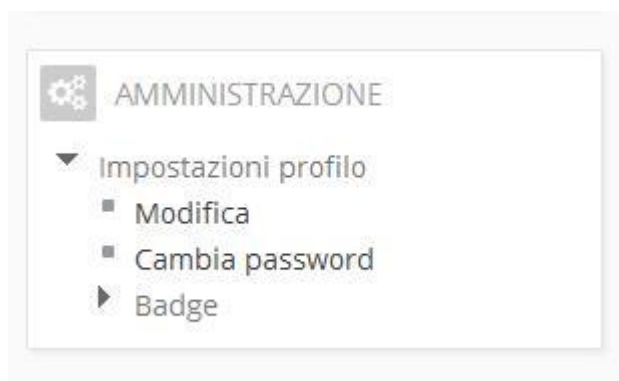 AMMINISTRAZIONE
Impostazioni profilo
Modifica
Cambia password
Badge